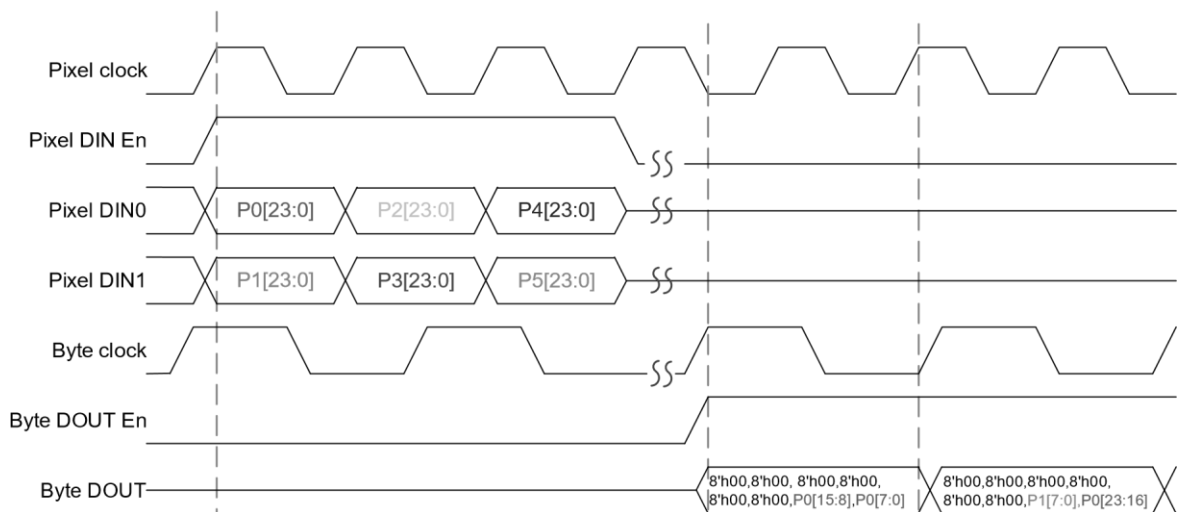 Pixel clock
Pixel DIN En
Pixel DIN0
P0[23:0]
P2[23:0]
P4[23:0]
Pixel DIN1
P1[23:0]
P3[23:0]
P5[23:0]
Byte clock
Byte DOUT En
Byte DOUT
8'h00,8'h00, 8'h00,8'h00,
8'h00,8'h00,P0[15:8],P0[7:0]
8'h00,8'h00,8'h00,8'h00,
8'h00,8'h00,P1[7:0],P0[23:16]